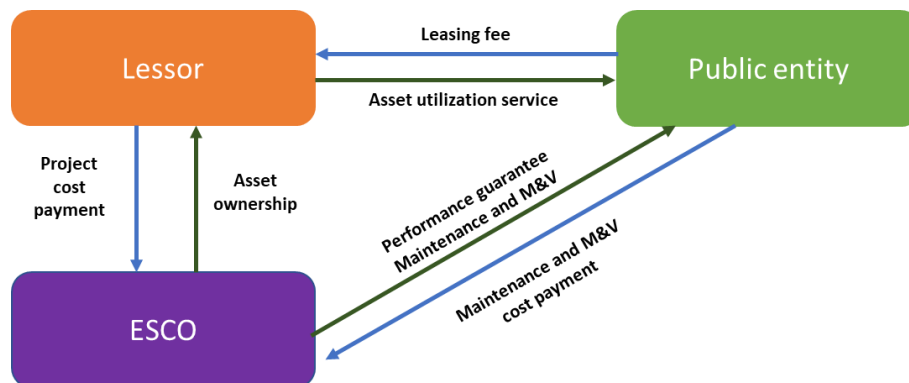 Leasing fee
Lessor
Public entity
Asset utilization service
Project
cost
payment
Asset
ownership
Performance guarantee
Maintenance and M&V
Maintenance and M&V
cost payment
ESCO